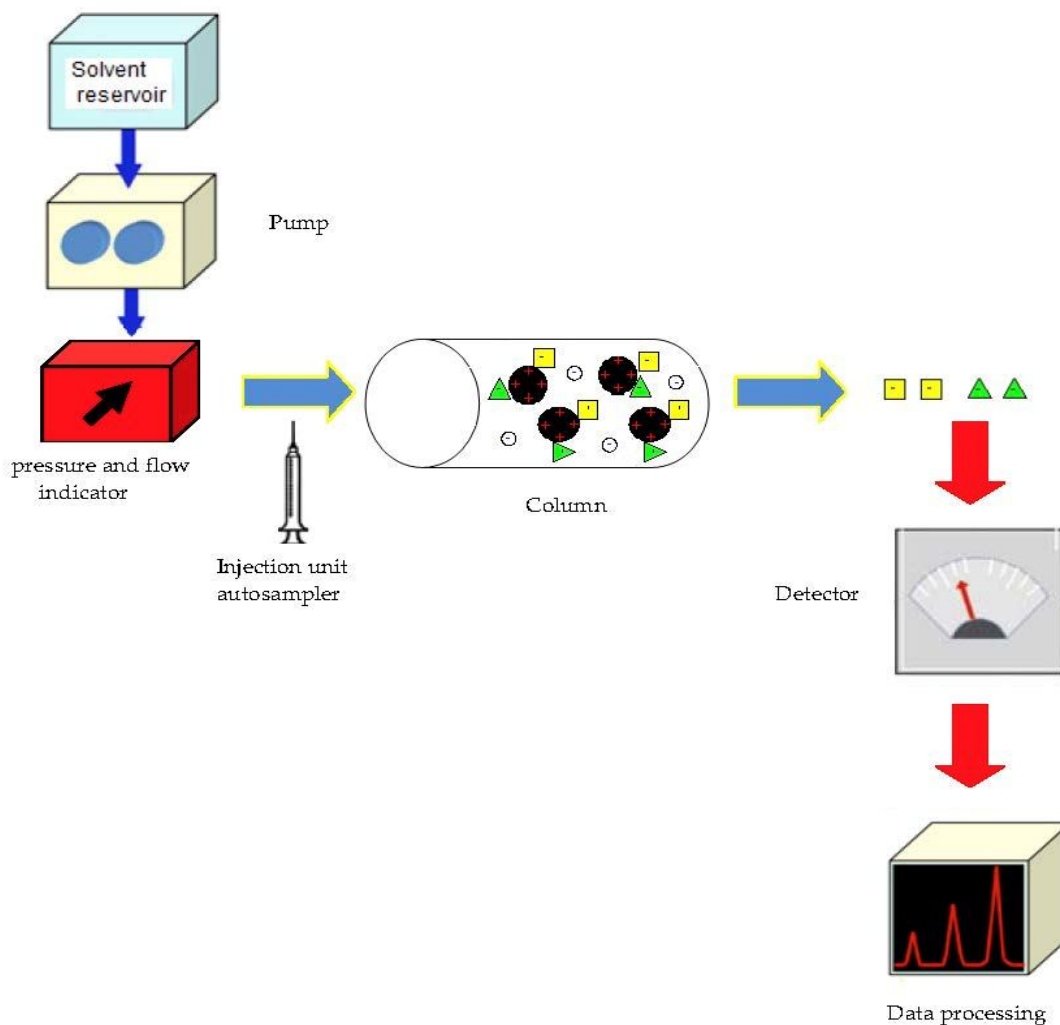 Solvent
reservoir
Pump
pressure and flow
indicator
Injection unit
autosampler
Column
Detector
Data processing